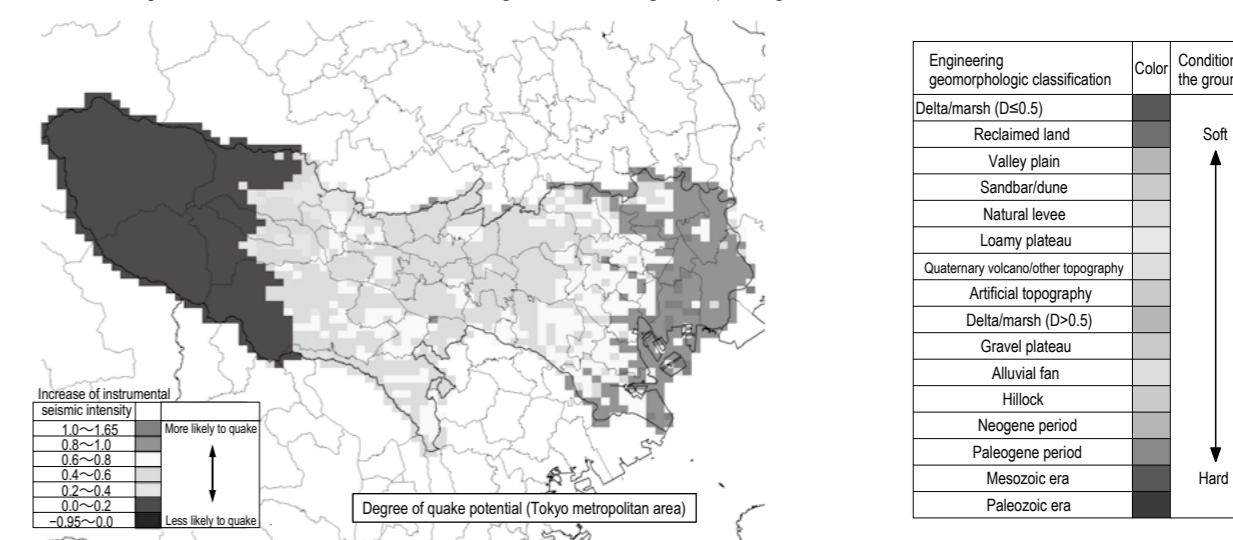 Increase of instrumental
seismic intensity
1.0〜1.65 More likely to quake
0.8〜1.0
0.6〜0.8
0.4〜0.6
0.2〜0.4
0.0〜0.2
−0.95〜0.0 Less likely to quake
Degree of quake potential (Tokyo metropolitan area)
Engineering
geomorphologic classification
Color
Condition
the groun
Delta/marsh (D≤0.5)
Reclaimed land
Soft
Valley plain
Sandbar/dune
Natural levee
Loamy plateau
Quaternary volcano/other topography
Artificial topography
Delta/marsh (D>0.5)
Gravel plateau
Alluvial fan
Hillock
Neogene period
Paleogene period
Mesozoic era
Hard
Paleozoic era